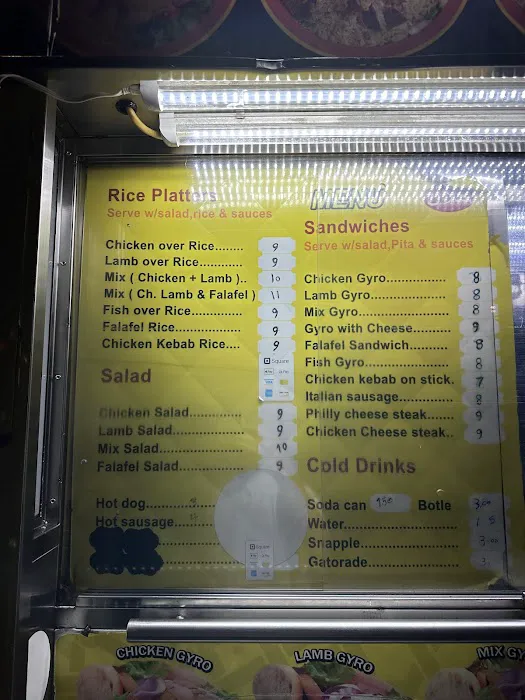 MENU
Rice Platters
Serve w/salad,rice & sauces
Chicken over Rice........ 9
Lamb over Rice........... 9
Mix ( Chicken + Lamb ).. 10
Mix ( Ch. Lamb & Falafel ) 11
Fish over Rice............ 9
Falafel Rice................. 9
Chicken Kebab Rice.... 9
Square
Salad
Chicken Salad............. 9
Lamb Salad................ 9
Mix Salad................... 10
Falafel Salad.............. 9
Hot dog...........
Hot sausage.....
Square
Sandwiches
Serve w/salad,Pita & sauces
Chicken Gyro............... 8
Lamb Gyro................... 8
Mix Gyro...................... 8
Gyro with Cheese......... 9
Falafel Sandwich.......... 8
Fish Gyro..................... 8
Chicken kebab on stick. 7
Italian sausage............. 8
Philly cheese steak....... 9
Chicken Cheese steak.. 9
Cold Drinks
Soda can Botle
Water.........................
Snapple...................... 3.00
Gatorade....................
CHICKEN GYRO
LAMB GYRO
MIX GY